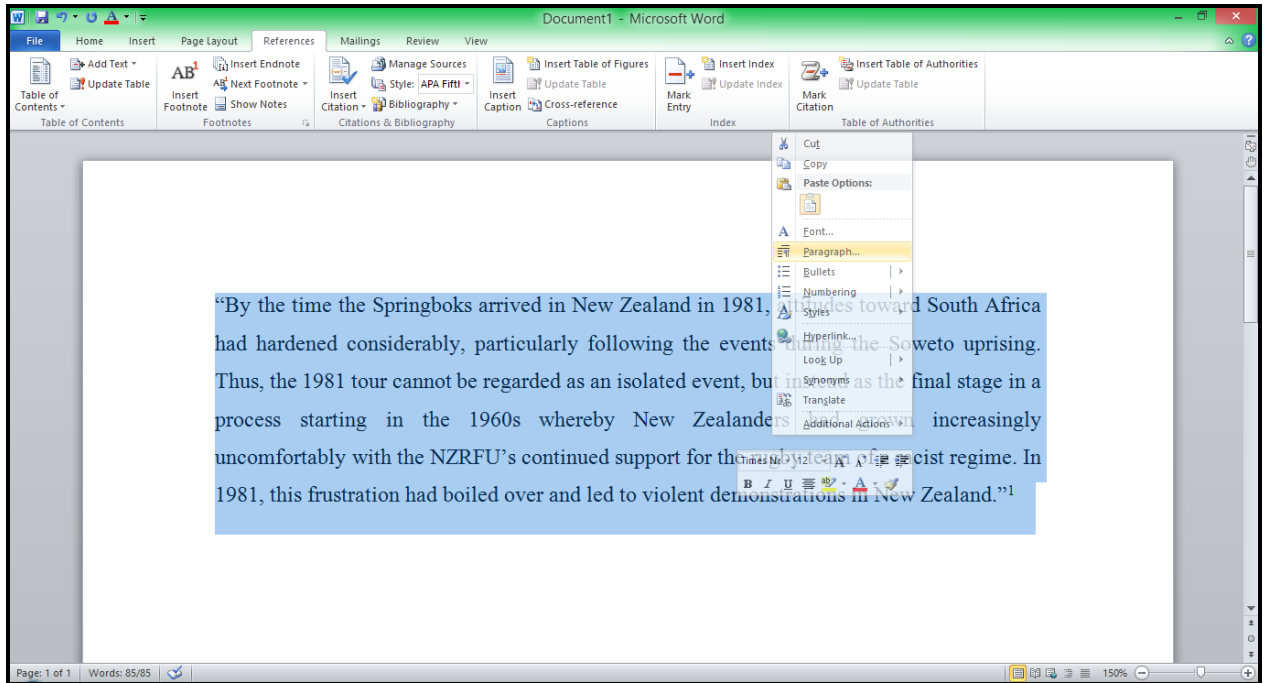 Document1 - Microsoft Word
File Home Insert Page Layout References Mailings Review View
Table of Contents
Add Text
Update Table
Table of Contents
AB1
Insert Footnote
Insert Endnote
AB1 Next Footnote
Show Notes
Footnotes
Insert Citation
Manage Sources
Style: APA Fifth
Bibliography
Citations & Bibliography
Insert Caption
Insert Table of Figures
Update Table
Cross-reference
Captions
Mark Entry
Insert Index
Update Index
Index
Mark Citation
Insert Table of Authorities
Update Table
Table of Authorities
Cut
Copy
Paste Options:
Font...
Paragraph...
Bullets
Numbering
Styles
Hyperlink...
Look Up
Synonyms
Translate
Additional Actions
“By the time the Springboks arrived in New Zealand in 1981, attitudes toward South Africa
had hardened considerably, particularly following the events during the Soweto uprising.
Thus, the 1981 tour cannot be regarded as an isolated event, but instead as the final stage in a
process starting in the 1960s whereby New Zealanders had grown increasingly
uncomfortably with the NZRFU’s continued support for the rugby team of racist regime. In
1981, this frustration had boiled over and led to violent demonstrations in New Zealand.”1
Times Ne 12 A A
B I U ab A
Page: 1 of 1 Words: 85/85 150%